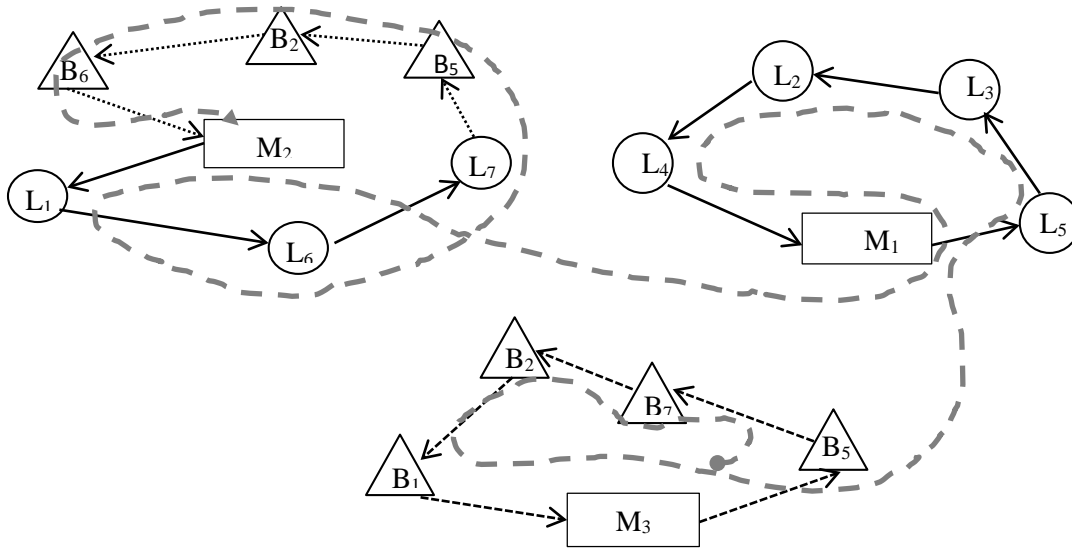 B₆
B₂
B₅
M₂
L₇
L₁
L₆
L₂
L₃
L₄
L₅
M₁
B₂
B₇
B₅
B₁
M₃